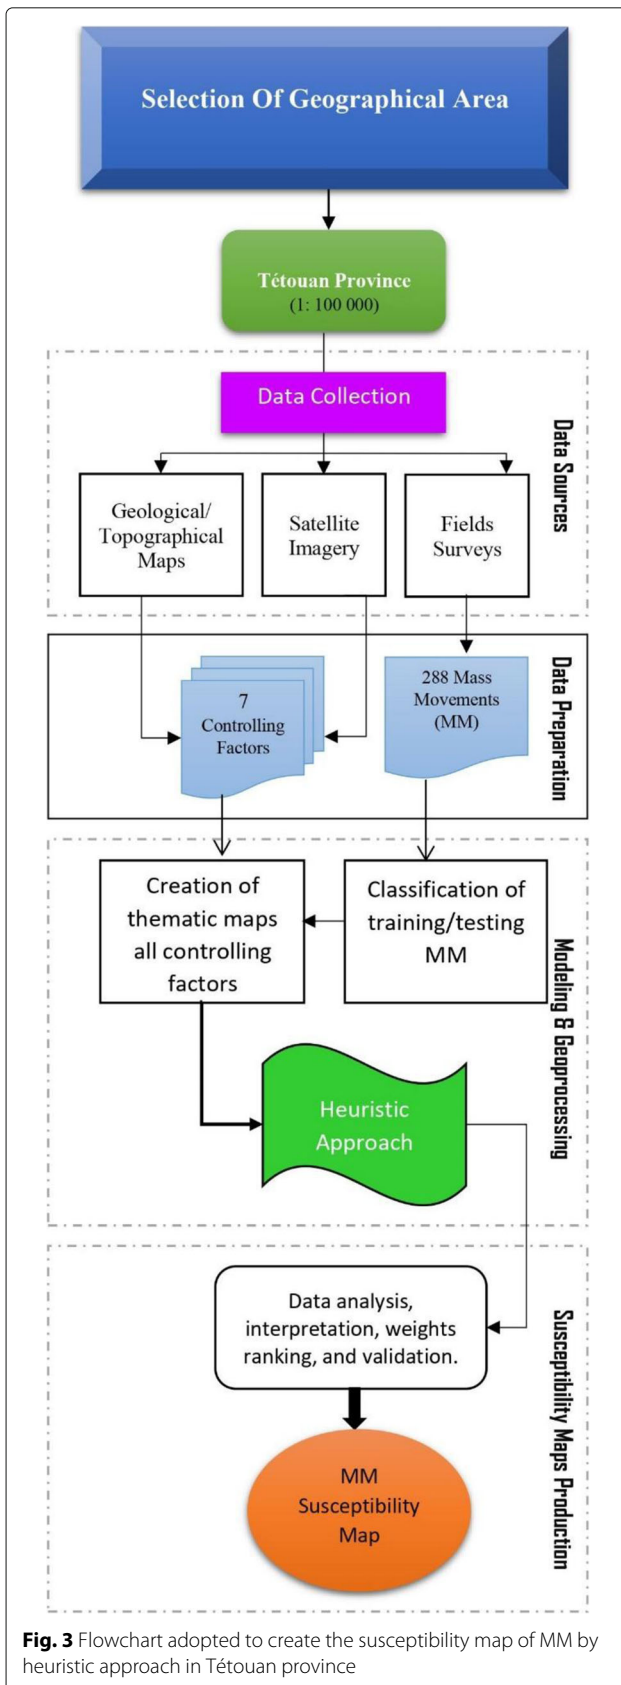 Selection Of Geographical Area
Tétouan Province
(1: 100 000)
Data Collection
Data Sources
Geological/
Topographical
Maps
Satellite
Imagery
Fields
Surveys
Data Preparation
7
Controlling
Factors
288 Mass
Movements
(MM)
Modeling & Geoprocessing
Creation of
thematic maps
all controlling
factors
Classification of
training/testing
MM
Heuristic
Approach
Susceptibility Maps Production
Data analysis,
interpretation, weights
ranking, and validation.
MM
Susceptibility
Map
Fig. 3 Flowchart adopted to create the susceptibility map of MM by
heuristic approach in Tétouan province